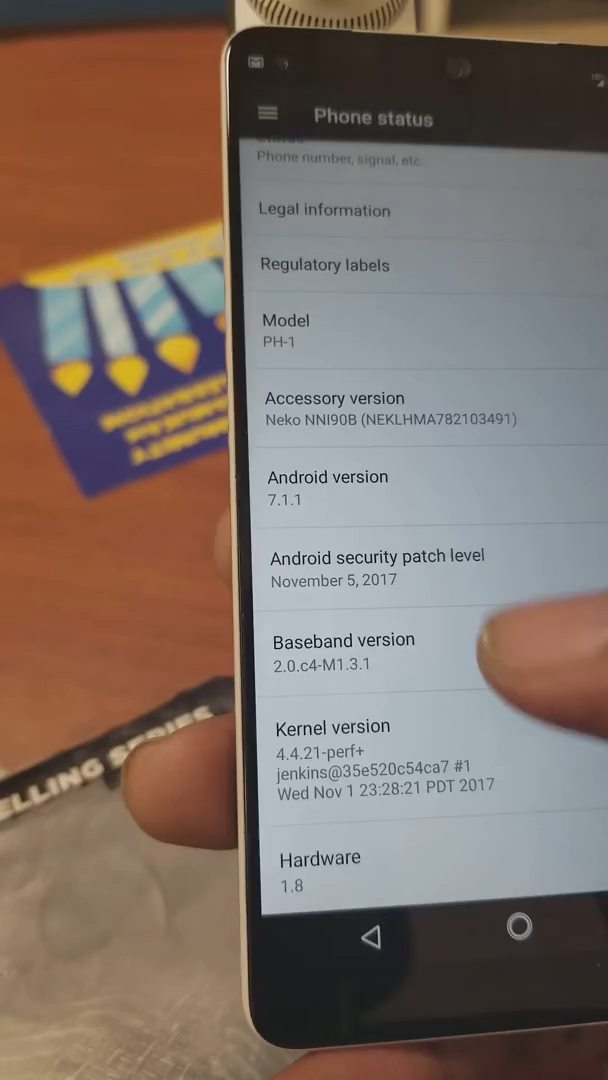 Phone status
Phone number, signal, etc.
Legal information
Regulatory labels
Model
PH-1
Accessory version
Neko NNI90B (NEKLHMA782103491)
Android version
7.1.1
Android security patch level
November 5, 2017
Baseband version
2.0.c4-M1.3.1
Kernel version
4.4.21-perf+
jenkins@35e520c54ca7 #1
Wed Nov 1 23:28:21 PDT 2017
Hardware
1.8
ELLING SERIES